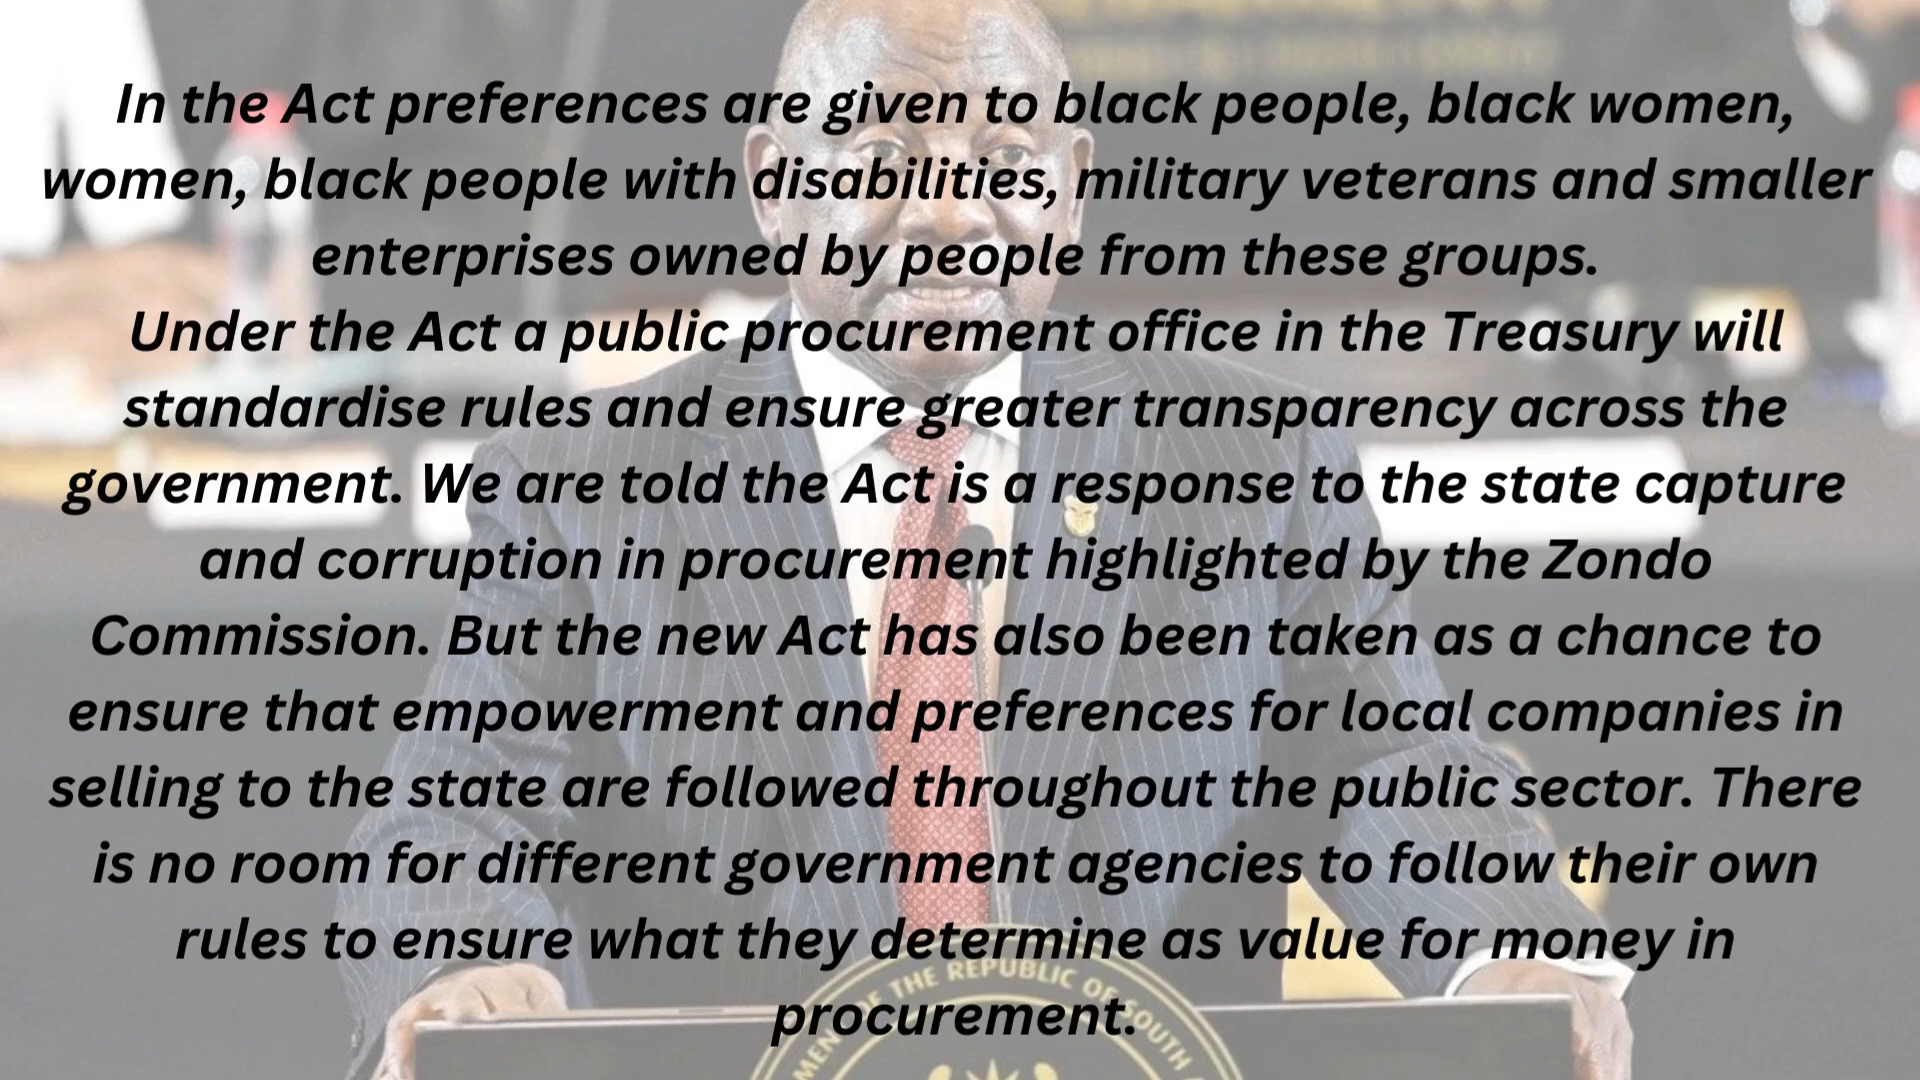 In the Act preferences are given to black people, black women,
women, black people with disabilities, military veterans and smaller
enterprises owned by people from these groups.
Under the Act a public procurement office in the Treasury will
standardise rules and ensure greater transparency across the
government. We are told the Act is a response to the state capture
and corruption in procurement highlighted by the Zondo
Commission. But the new Act has also been taken as a chance to
ensure that empowerment and preferences for local companies in
selling to the state are followed throughout the public sector. There
is no room for different government agencies to follow their own
rules to ensure what they determine as value for money in
procurement.
OF THE REPUBLIC OF SOUTH